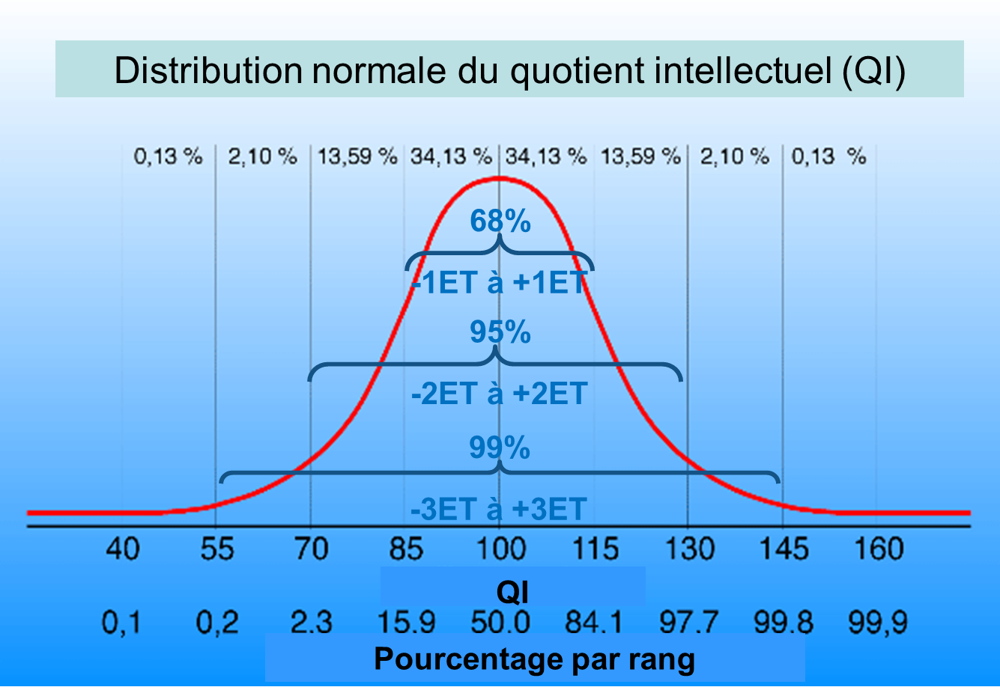 Distribution normale du quotient intellectuel (QI)
0,13 % 2,10 % 13,59 % 34,13 % 34,13 % 13,59 % 2,10 % 0,13 %
68%
-1ET à +1ET
95%
-2ET à +2ET
99%
-3ET à +3ET
40 55 70 85 100 115 130 145 160
QI
0,1 0,2 2.3 15.9 50.0 84.1 97.7 99.8 99,9
Pourcentage par rang